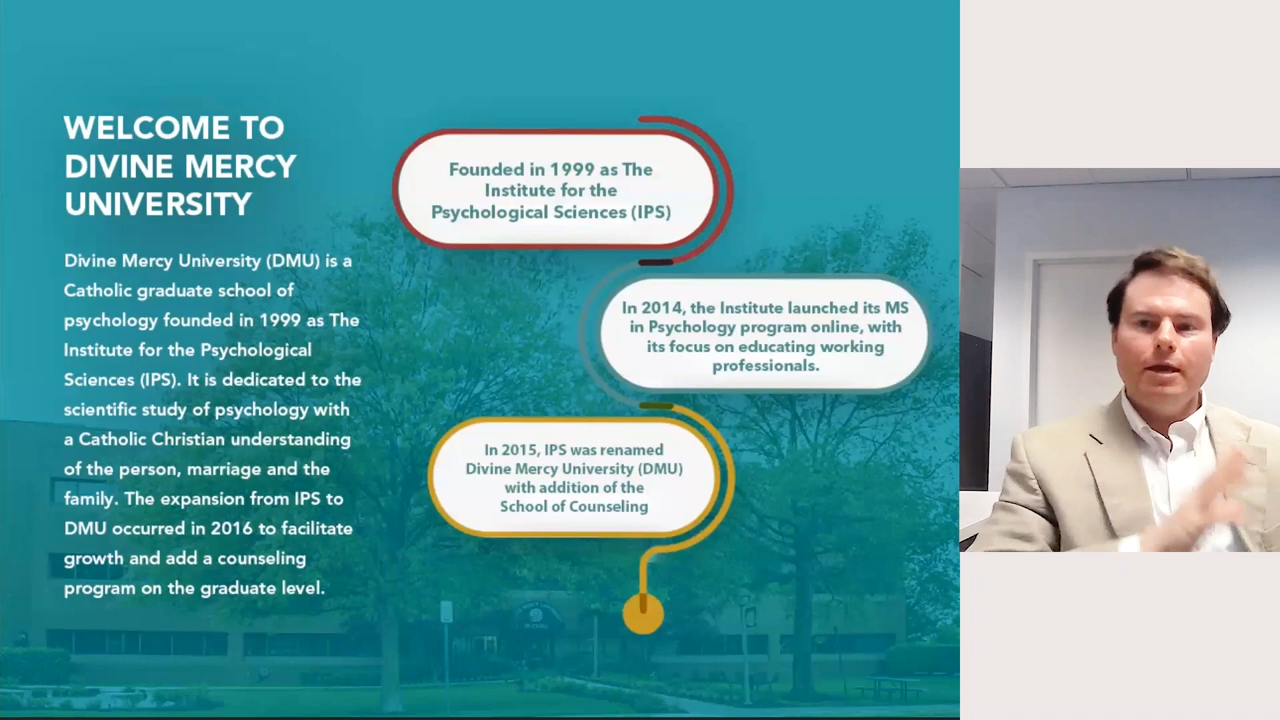 WELCOME TO
DIVINE MERCY
UNIVERSITY
Divine Mercy University (DMU) is a
Catholic graduate school of
psychology founded in 1999 as The
Institute for the Psychological
Sciences (IPS). It is dedicated to the
scientific study of psychology with
a Catholic Christian understanding
of the person, marriage and the
family. The expansion from IPS to
DMU occurred in 2016 to facilitate
growth and add a counseling
program on the graduate level.
Founded in 1999 as The
Institute for the
Psychological Sciences (IPS)
In 2014, the Institute launched its MS
in Psychology program online, with
its focus on educating working
professionals.
In 2015, IPS was renamed
Divine Mercy University (DMU)
with addition of the
School of Counseling